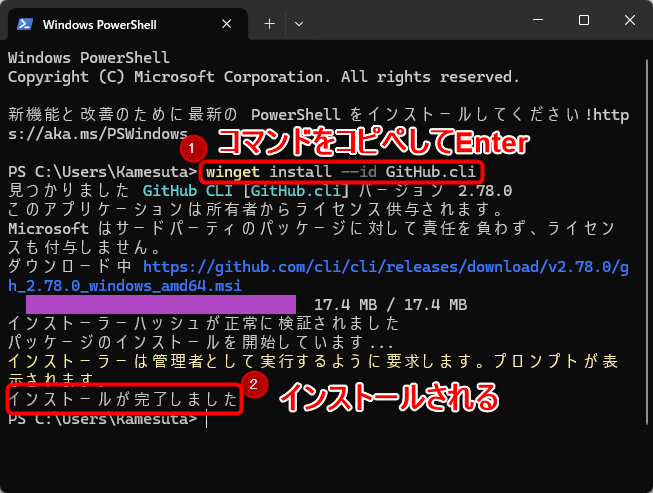 Windows PowerShell
Windows PowerShell
Copyright (C) Microsoft Corporation. All rights reserved.
新機能と改善のために最新の PowerShell をインストールしてください!http
s://aka.ms/PSWindows
1 コマンドをコピペしてEnter
PS C:\Users\Kamesuta> winget install --id GitHub.cli
見つかりました GitHub CLI [GitHub.cli] バージョン 2.78.0
このアプリケーションは所有者からライセンス供与されます。
Microsoft はサードパーティのパッケージに対して責任を負わず、ライセン
スも付与しません。
ダウンロード中 https://github.com/cli/cli/releases/download/v2.78.0/g
h_2.78.0_windows_amd64.msi
17.4 MB / 17.4 MB
インストーラーハッシュが正常に検証されました
パッケージのインストールを開始しています...
インストーラーは管理者として実行するように要求します。プロンプトが表
示されます。
インストールが完了しました
2 インストールされる
PS C:\Users\Kamesuta>